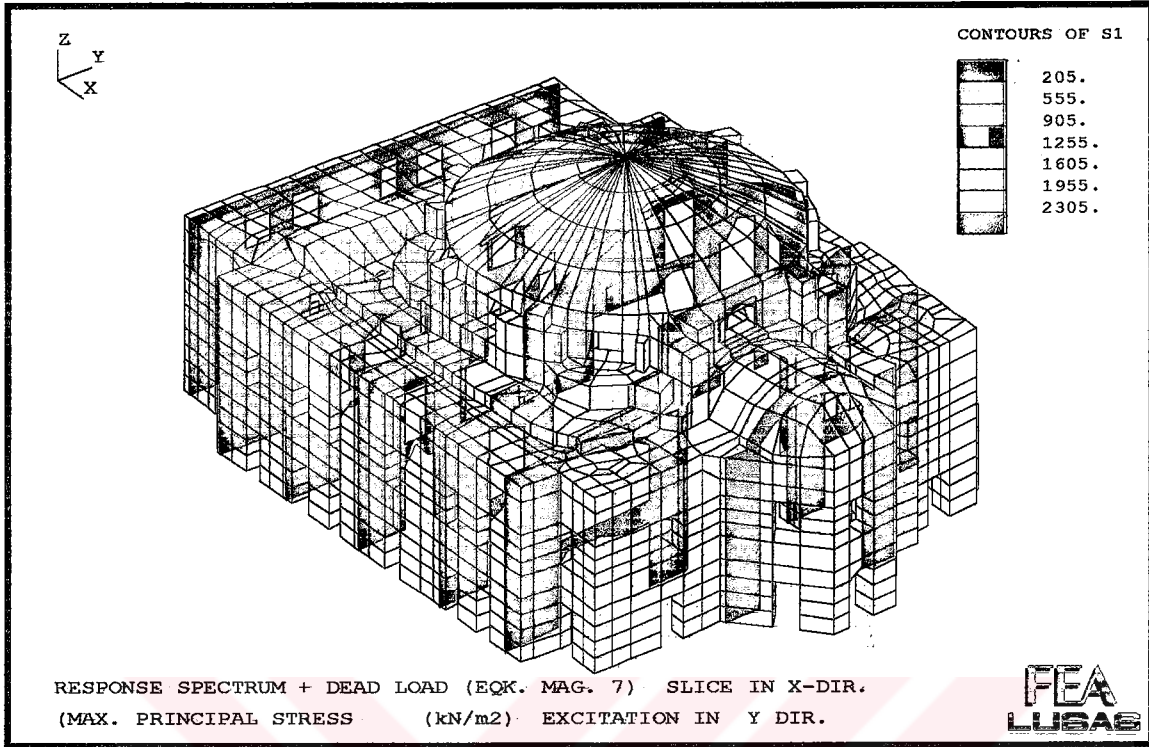 Z
Y
X
CONTOURS OF S1
205.
555.
905.
1255.
1605.
1955.
2305.
RESPONSE SPECTRUM + DEAD LOAD (EQK. MAG. 7) SLICE IN X-DIR.
(MAX. PRINCIPAL STRESS (kN/m2) EXCITATION IN Y DIR.
FEA
LUSAS